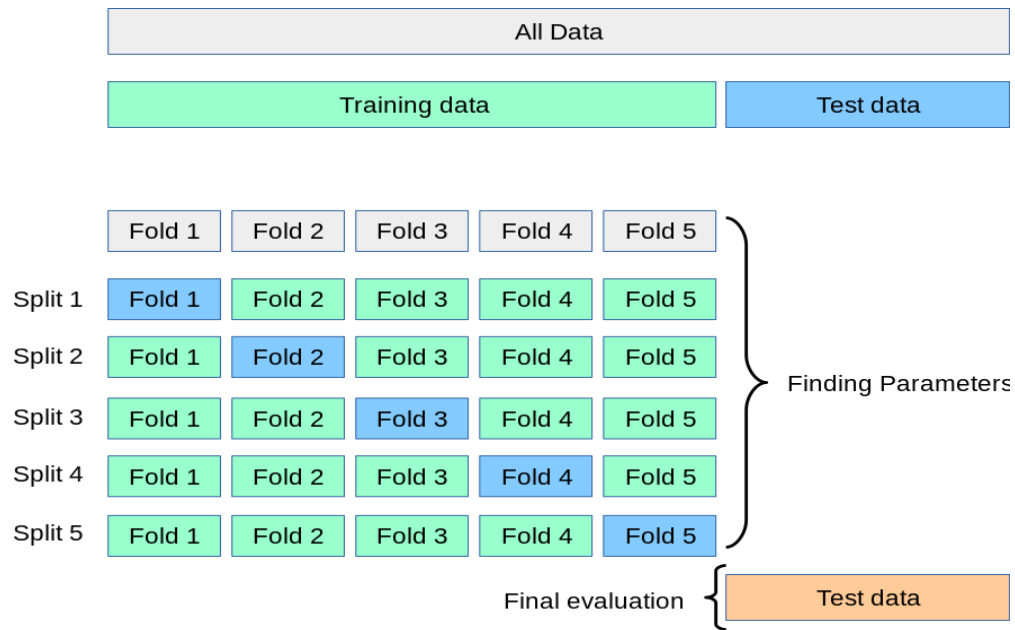 All Data
Training data Test data
Fold 1 Fold 2 Fold 3 Fold 4 Fold 5
Split 1 Fold 1 Fold 2 Fold 3 Fold 4 Fold 5
Split 2 Fold 1 Fold 2 Fold 3 Fold 4 Fold 5
Finding Parameters
Split 3 Fold 1 Fold 2 Fold 3 Fold 4 Fold 5
Split 4 Fold 1 Fold 2 Fold 3 Fold 4 Fold 5
Split 5 Fold 1 Fold 2 Fold 3 Fold 4 Fold 5
Final evaluation Test data